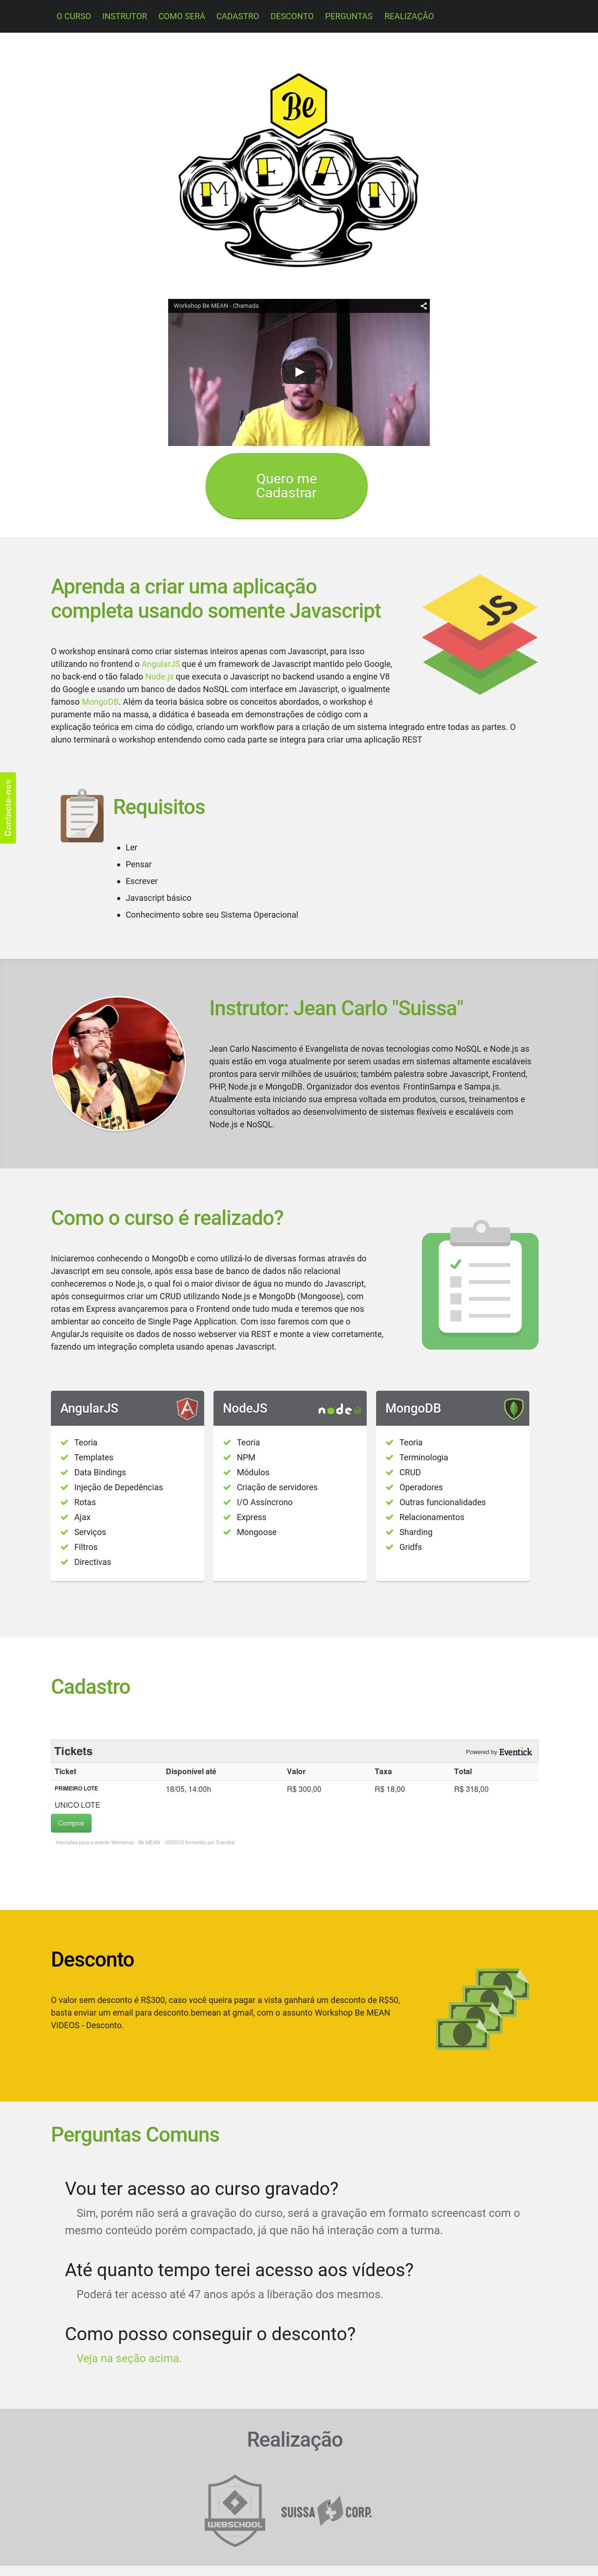 O CURSO INSTRUTOR COMO SERÁ CADASTRO DESCONTO PERGUNTAS REALIZAÇÃO
Be
MEAN
Workshop Be MEAN - Chamada
Quero me
Cadastrar
Aprenda a criar uma aplicação
completa usando somente Javascript
JS
O workshop ensinará como criar sistemas inteiros apenas com Javascript, para isso
utilizando no frontend o AngularJS que é um framework de Javascript mantido pelo Google,
no back-end o tão falado Node.js que executa o Javascript no backend usando a engine V8
do Google e usando um banco de dados NoSQL com interface em Javascript, o igualmente
famoso MongoDB. Além da teoria básica sobre os conceitos abordados, o workshop é
puramente mão na massa, a didática é baseada em demonstrações de código com a
explicação teórica em cima do código, criando um workflow para a criação de um sistema integrado entre todas as partes. O
aluno terminará o workshop entendendo como cada parte se integra para criar uma aplicação REST
Contacte-nos
Requisitos
Ler
Pensar
Escrever
Javascript básico
Conhecimento sobre seu Sistema Operacional
Instrutor: Jean Carlo "Suissa"
Jean Carlo Nascimento é Evangelista de novas tecnologias como NoSQL e Node.js as
quais estão em voga atualmente por serem usadas em sistemas altamente escaláveis
prontos para servir milhões de usuários; também palestra sobre Javascript, Frontend,
PHP, Node.js e MongoDB. Organizador dos eventos FrontinSampa e Sampa.js.
Atualmente esta iniciando sua empresa voltada em produtos, cursos, treinamentos e
consultorias voltados ao desenvolvimento de sistemas flexíveis e escaláveis com
Node.js e NoSQL.
Como o curso é realizado?
Iniciaremos conhecendo o MongoDb e como utilizá-lo de diversas formas através do
Javascript em seu console, após essa base de banco de dados não relacional
conheceremos o Node.js, o qual foi o maior divisor de água no mundo do Javascript,
após conseguirmos criar um CRUD utilizando Node.js e MongoDb (Mongoose), com
rotas em Express avançaremos para o Frontend onde tudo muda e teremos que nos
ambientar ao conceito de Single Page Application. Com isso faremos com que o
AngularJs requisite os dados de nosso webserver via REST e monte a view corretamente,
fazendo um integração completa usando apenas Javascript.
AngularJS
Teoria
Templates
Data Bindings
Injeção de Depedências
Rotas
Ajax
Serviços
Filtros
Directivas
NodeJS
node
Teoria
NPM
Módulos
Criação de servidores
I/O Assíncrono
Express
Mongoose
MongoDB
Teoria
Terminologia
CRUD
Operadores
Outras funcionalidades
Relacionamentos
Sharding
Gridfs
Cadastro
Tickets Powered by Eventick
Ticket Disponível até Valor Taxa Total
PRIMEIRO LOTE 18/05, 14:00h R$ 300,00 R$ 18,00 R$ 318,00
UNICO LOTE
Comprar
Inscrições para o evento Workshop - Be MEAN - VIDEOS fornecido por Eventick
Desconto
O valor sem desconto é R$300, caso você queira pagar a vista ganhará um desconto de R$50,
basta enviar um email para desconto.bemean at gmail, com o assunto Workshop Be MEAN
VIDEOS - Desconto.
Perguntas Comuns
Vou ter acesso ao curso gravado?
Sim, porém não será a gravação do curso, será a gravação em formato screencast com o
mesmo conteúdo porém compactado, já que não há interação com a turma.
Até quanto tempo terei acesso aos vídeos?
Poderá ter acesso até 47 anos após a liberação dos mesmos.
Como posso conseguir o desconto?
Veja na seção acima.
Realização
WEBSCHOOL
SUISSA CORP.